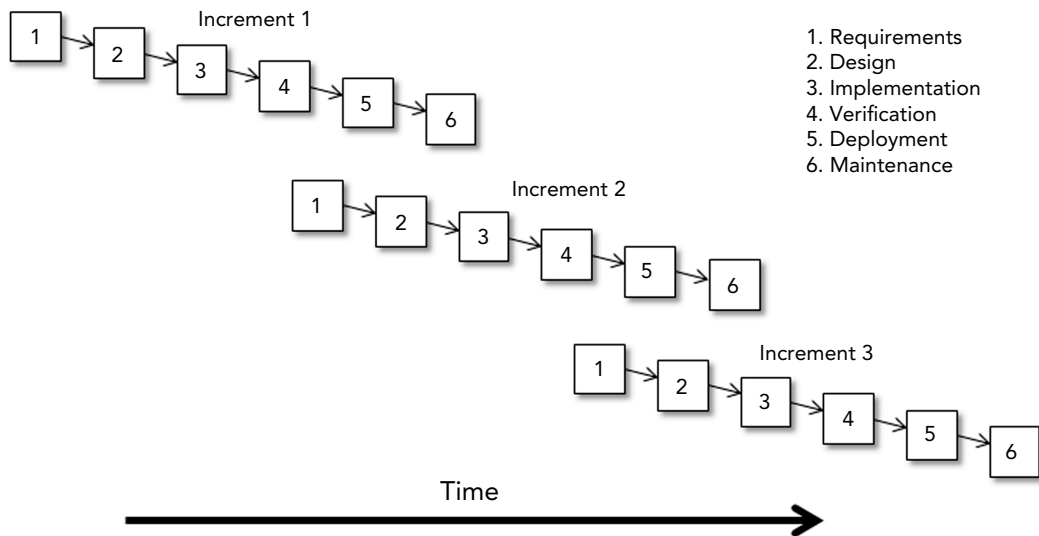 Increment 1
1
2
3
4
5
6
1. Requirements
2. Design
3. Implementation
4. Verification
5. Deployment
6. Maintenance
Increment 2
1
2
3
4
5
6
Increment 3
1
2
3
4
5
6
Time